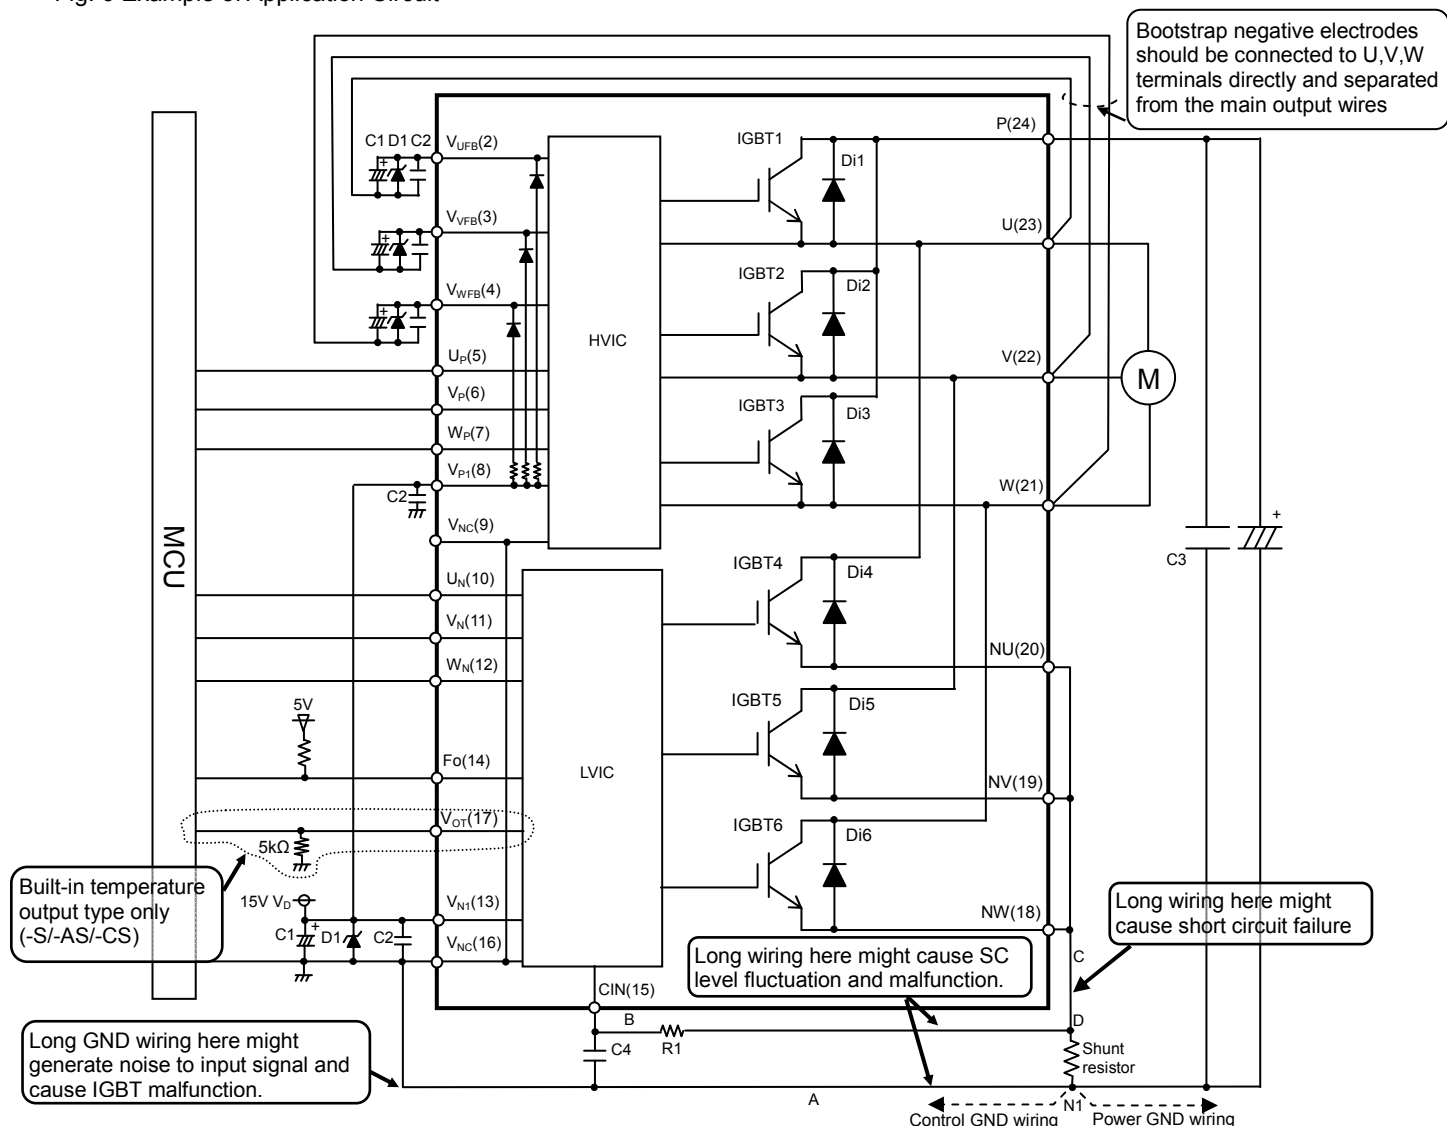 Fig. 6 Example of Application Circuit
Bootstrap negative electrodes
should be connected to U,V,W
terminals directly and separated
from the main output wires
C1 D1 C2
+
VUFB(2)
IGBT1
P(24)
Di1
+
VVFB(3)
U(23)
IGBT2
Di2
+
VWFB(4)
HVIC
UP(5)
V(22)
M
VP(6)
IGBT3
Di3
WP(7)
VP1(8)
C2
W(21)
VNC(9)
+
C3
MCU
IGBT4
Di4
UN(10)
VN(11)
NU(20)
WN(12)
5V
IGBT5
Di5
Fo(14)
LVIC
NV(19)
VOT(17)
5kΩ
IGBT6
Di6
Built-in temperature
output type only
(-S/-AS/-CS)
15V VD
VN1(13)
NW(18)
Long wiring here might
cause short circuit failure
+
C1 D1 C2
VNC(16)
Long wiring here might cause SC
level fluctuation and malfunction.
C
CIN(15)
B
D
Long GND wiring here might
generate noise to input signal and
cause IGBT malfunction.
C4
R1
Shunt
resistor
A
N1
Control GND wiring
Power GND wiring